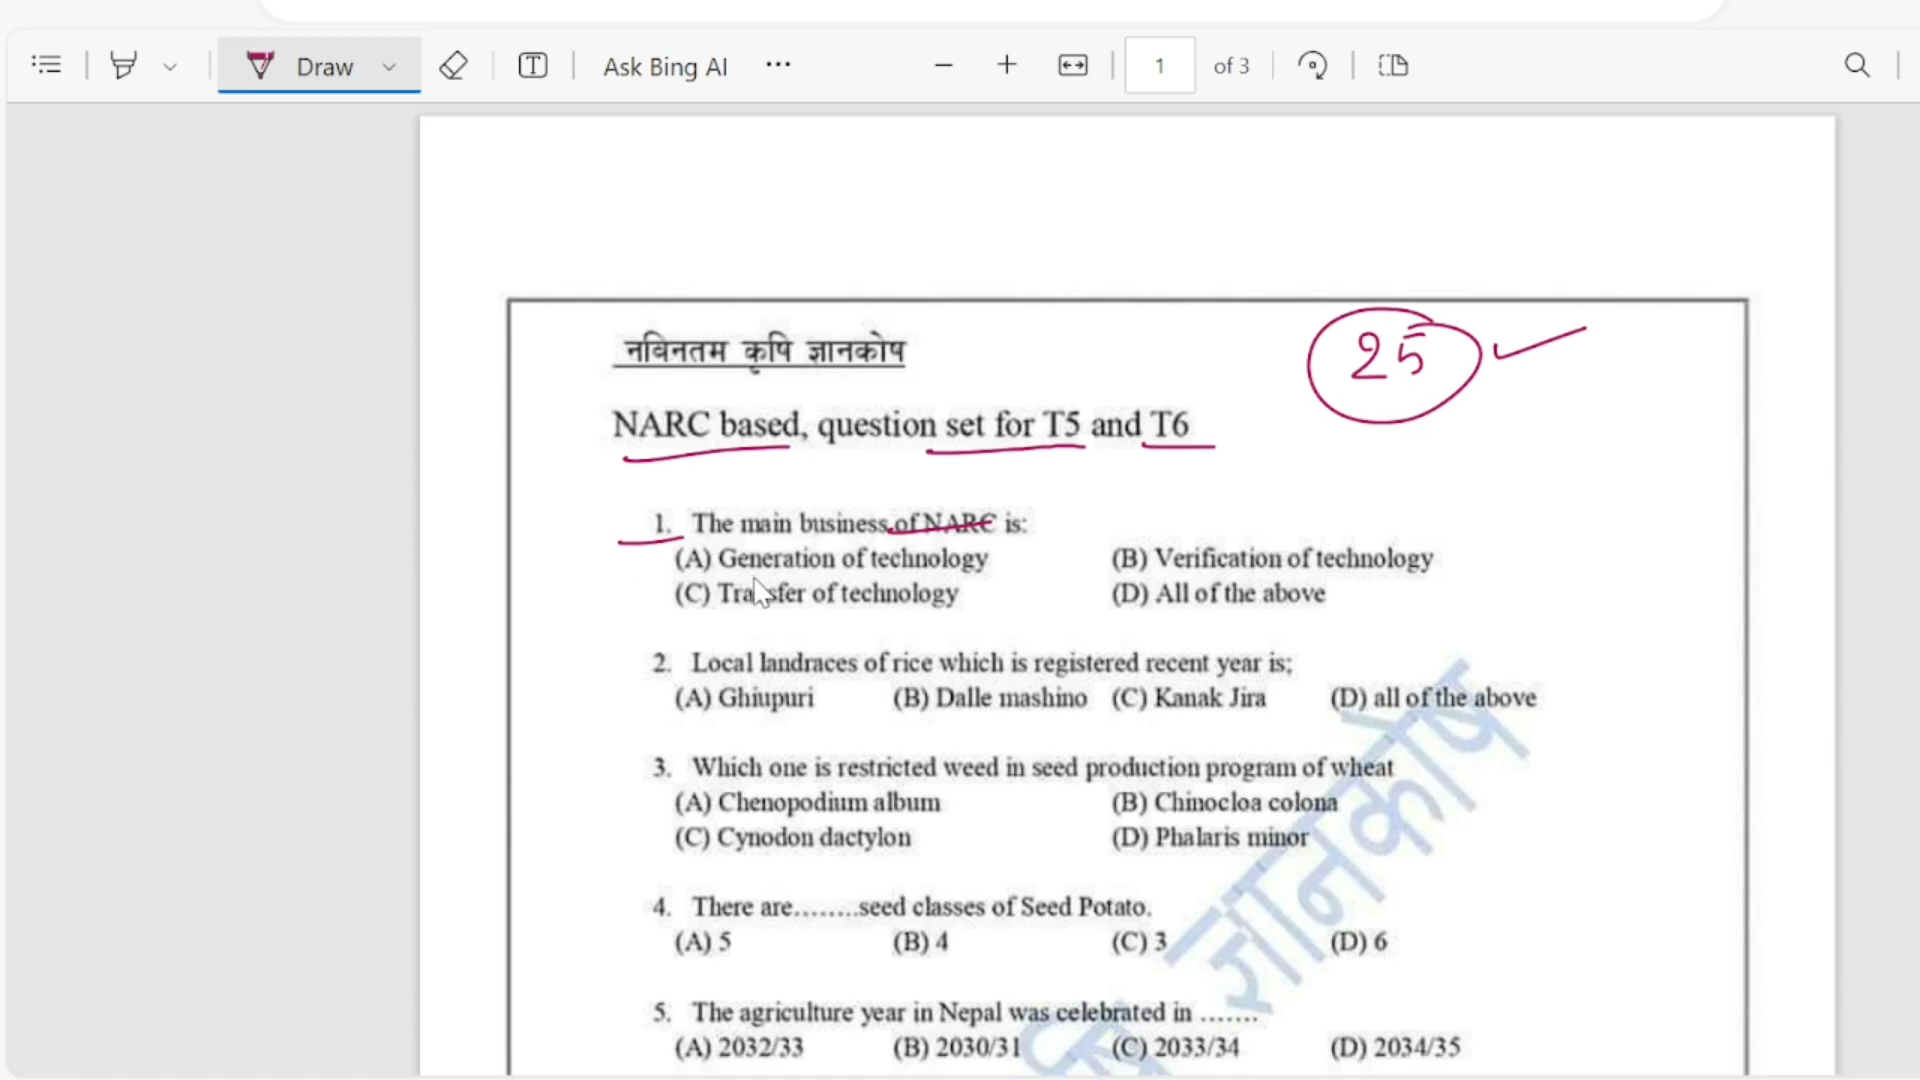 Draw
Ask Bing AI
1 of 3
नविनतम कृषि ज्ञानकोष
25
NARC based, question set for T5 and T6
1. The main business of NARC is:
(A) Generation of technology (B) Verification of technology
(C) Transfer of technology (D) All of the above
2. Local landraces of rice which is registered recent year is;
(A) Ghiupuri (B) Dalle mashino (C) Kanak Jira (D) all of the above
3. Which one is restricted weed in seed production program of wheat
(A) Chenopodium album (B) Chinocloa colona
(C) Cynodon dactylon (D) Phalaris minor
4. There are........seed classes of Seed Potato.
(A) 5 (B) 4 (C) 3 (D) 6
5. The agriculture year in Nepal was celebrated in .......
(A) 2032/33 (B) 2030/31 (C) 2033/34 (D) 2034/35
ज्ञानकोष